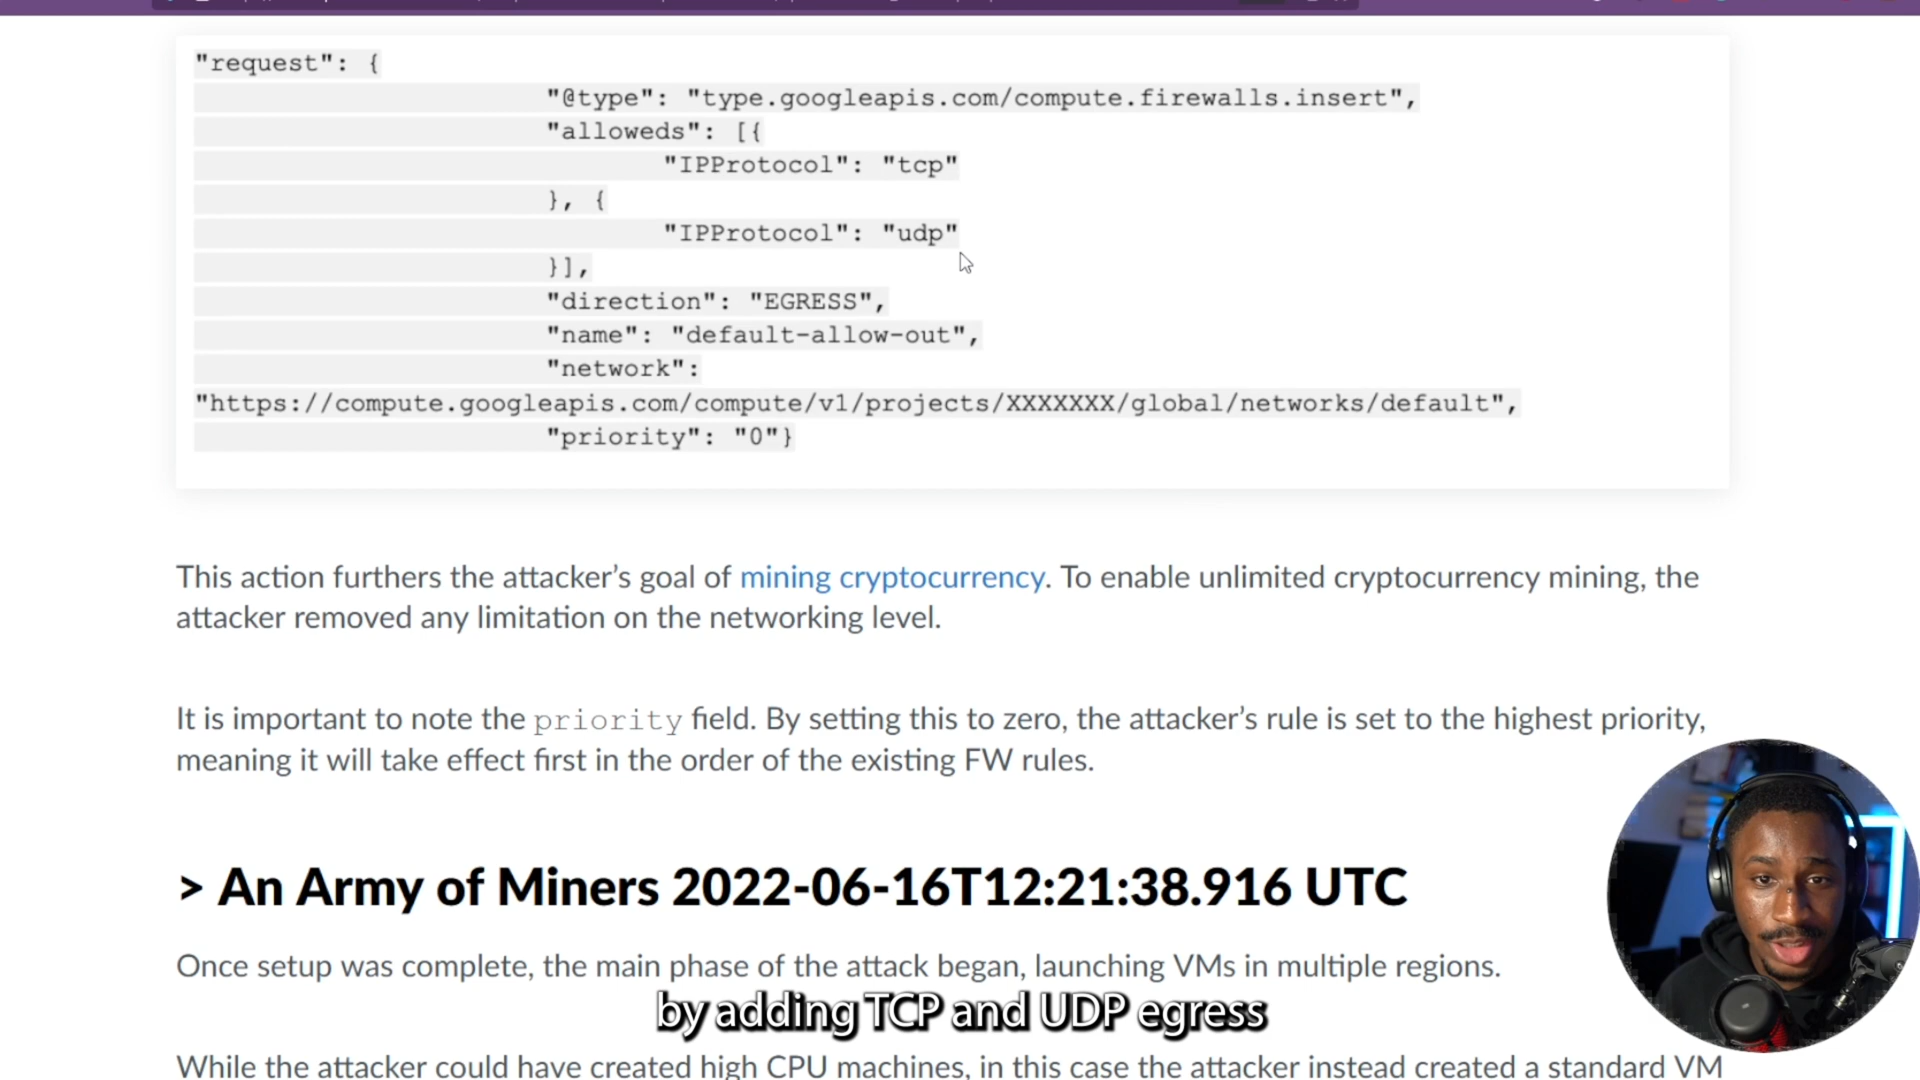 "request": {
"@type": "type.googleapis.com/compute.firewalls.insert",
"alloweds": [{
"IPProtocol": "tcp"
}, {
"IPProtocol": "udp"
}],
"direction": "EGRESS",
"name": "default-allow-out",
"network":
"https://compute.googleapis.com/compute/v1/projects/XXXXXXX/global/networks/default",
"priority": "0"}
This action furthers the attacker's goal of mining cryptocurrency. To enable unlimited cryptocurrency mining, the
attacker removed any limitation on the networking level.
It is important to note the priority field. By setting this to zero, the attacker's rule is set to the highest priority,
meaning it will take effect first in the order of the existing FW rules.
> An Army of Miners 2022-06-16T12:21:38.916 UTC
Once setup was complete, the main phase of the attack began, launching VMs in multiple regions.
by adding TCP and UDP egress
While the attacker could have created high CPU machines, in this case the attacker instead created a standard VM